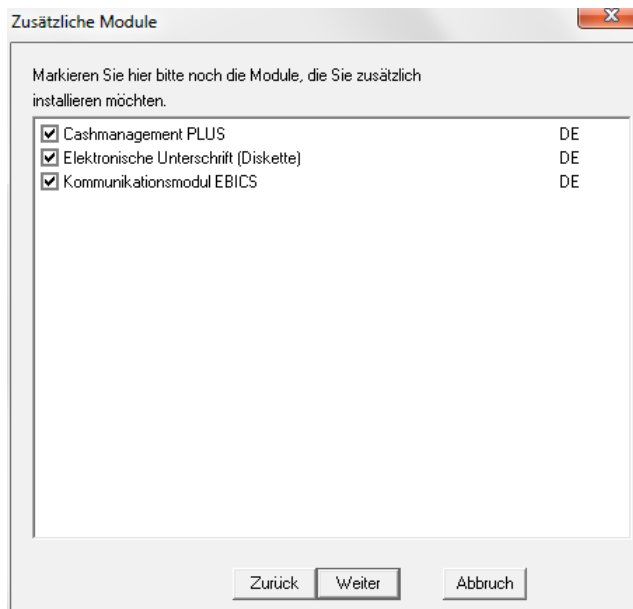 Zusätzliche Module
Markieren Sie hier bitte noch die Module, die Sie zusätzlich
installieren möchten.
Cashmanagement PLUS DE
Elektronische Unterschrift (Diskette) DE
Kommunikationsmodul EBICS DE
Zurück Weiter Abbruch